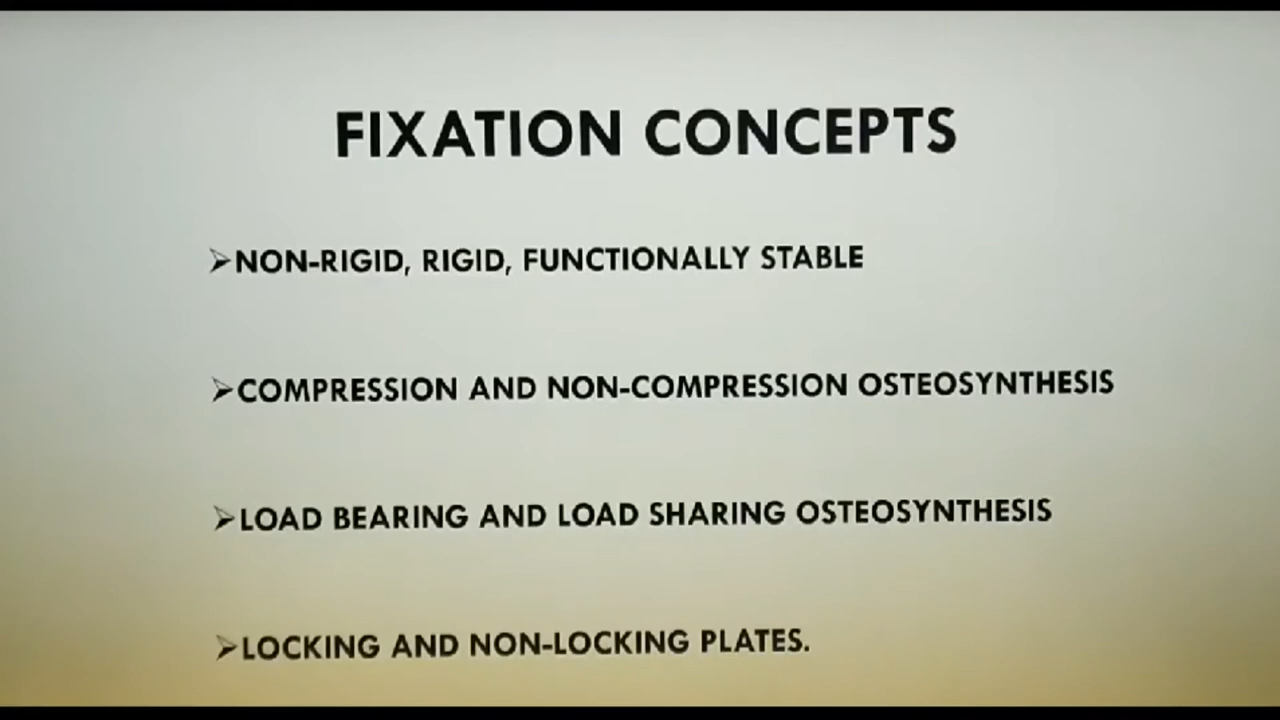 FIXATION CONCEPTS
➢NON-RIGID, RIGID, FUNCTIONALLY STABLE
➢COMPRESSION AND NON-COMPRESSION OSTEOSYNTHESIS
➢LOAD BEARING AND LOAD SHARING OSTEOSYNTHESIS
➢LOCKING AND NON-LOCKING PLATES.